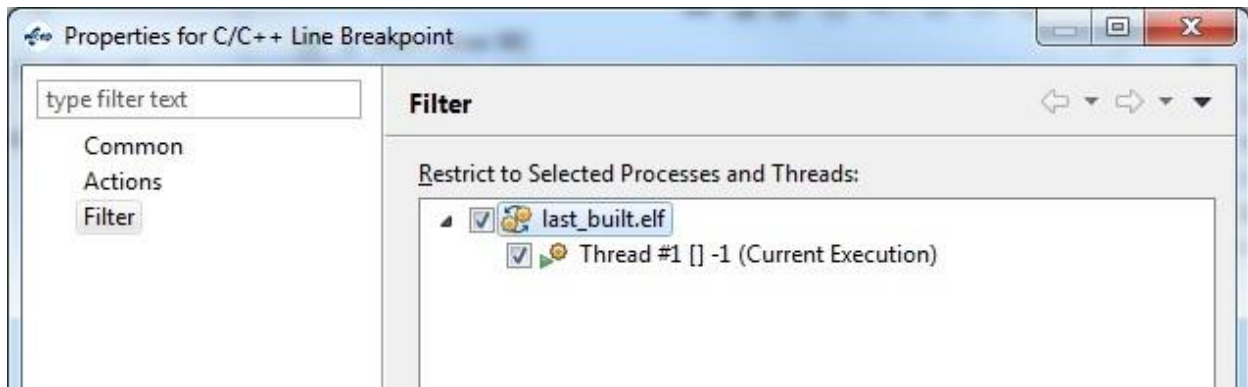 Properties for C/C++ Line Breakpoint
type filter text
Common
Actions
Filter
Filter
Restrict to Selected Processes and Threads:
last_built.elf
Thread #1 [] -1 (Current Execution)